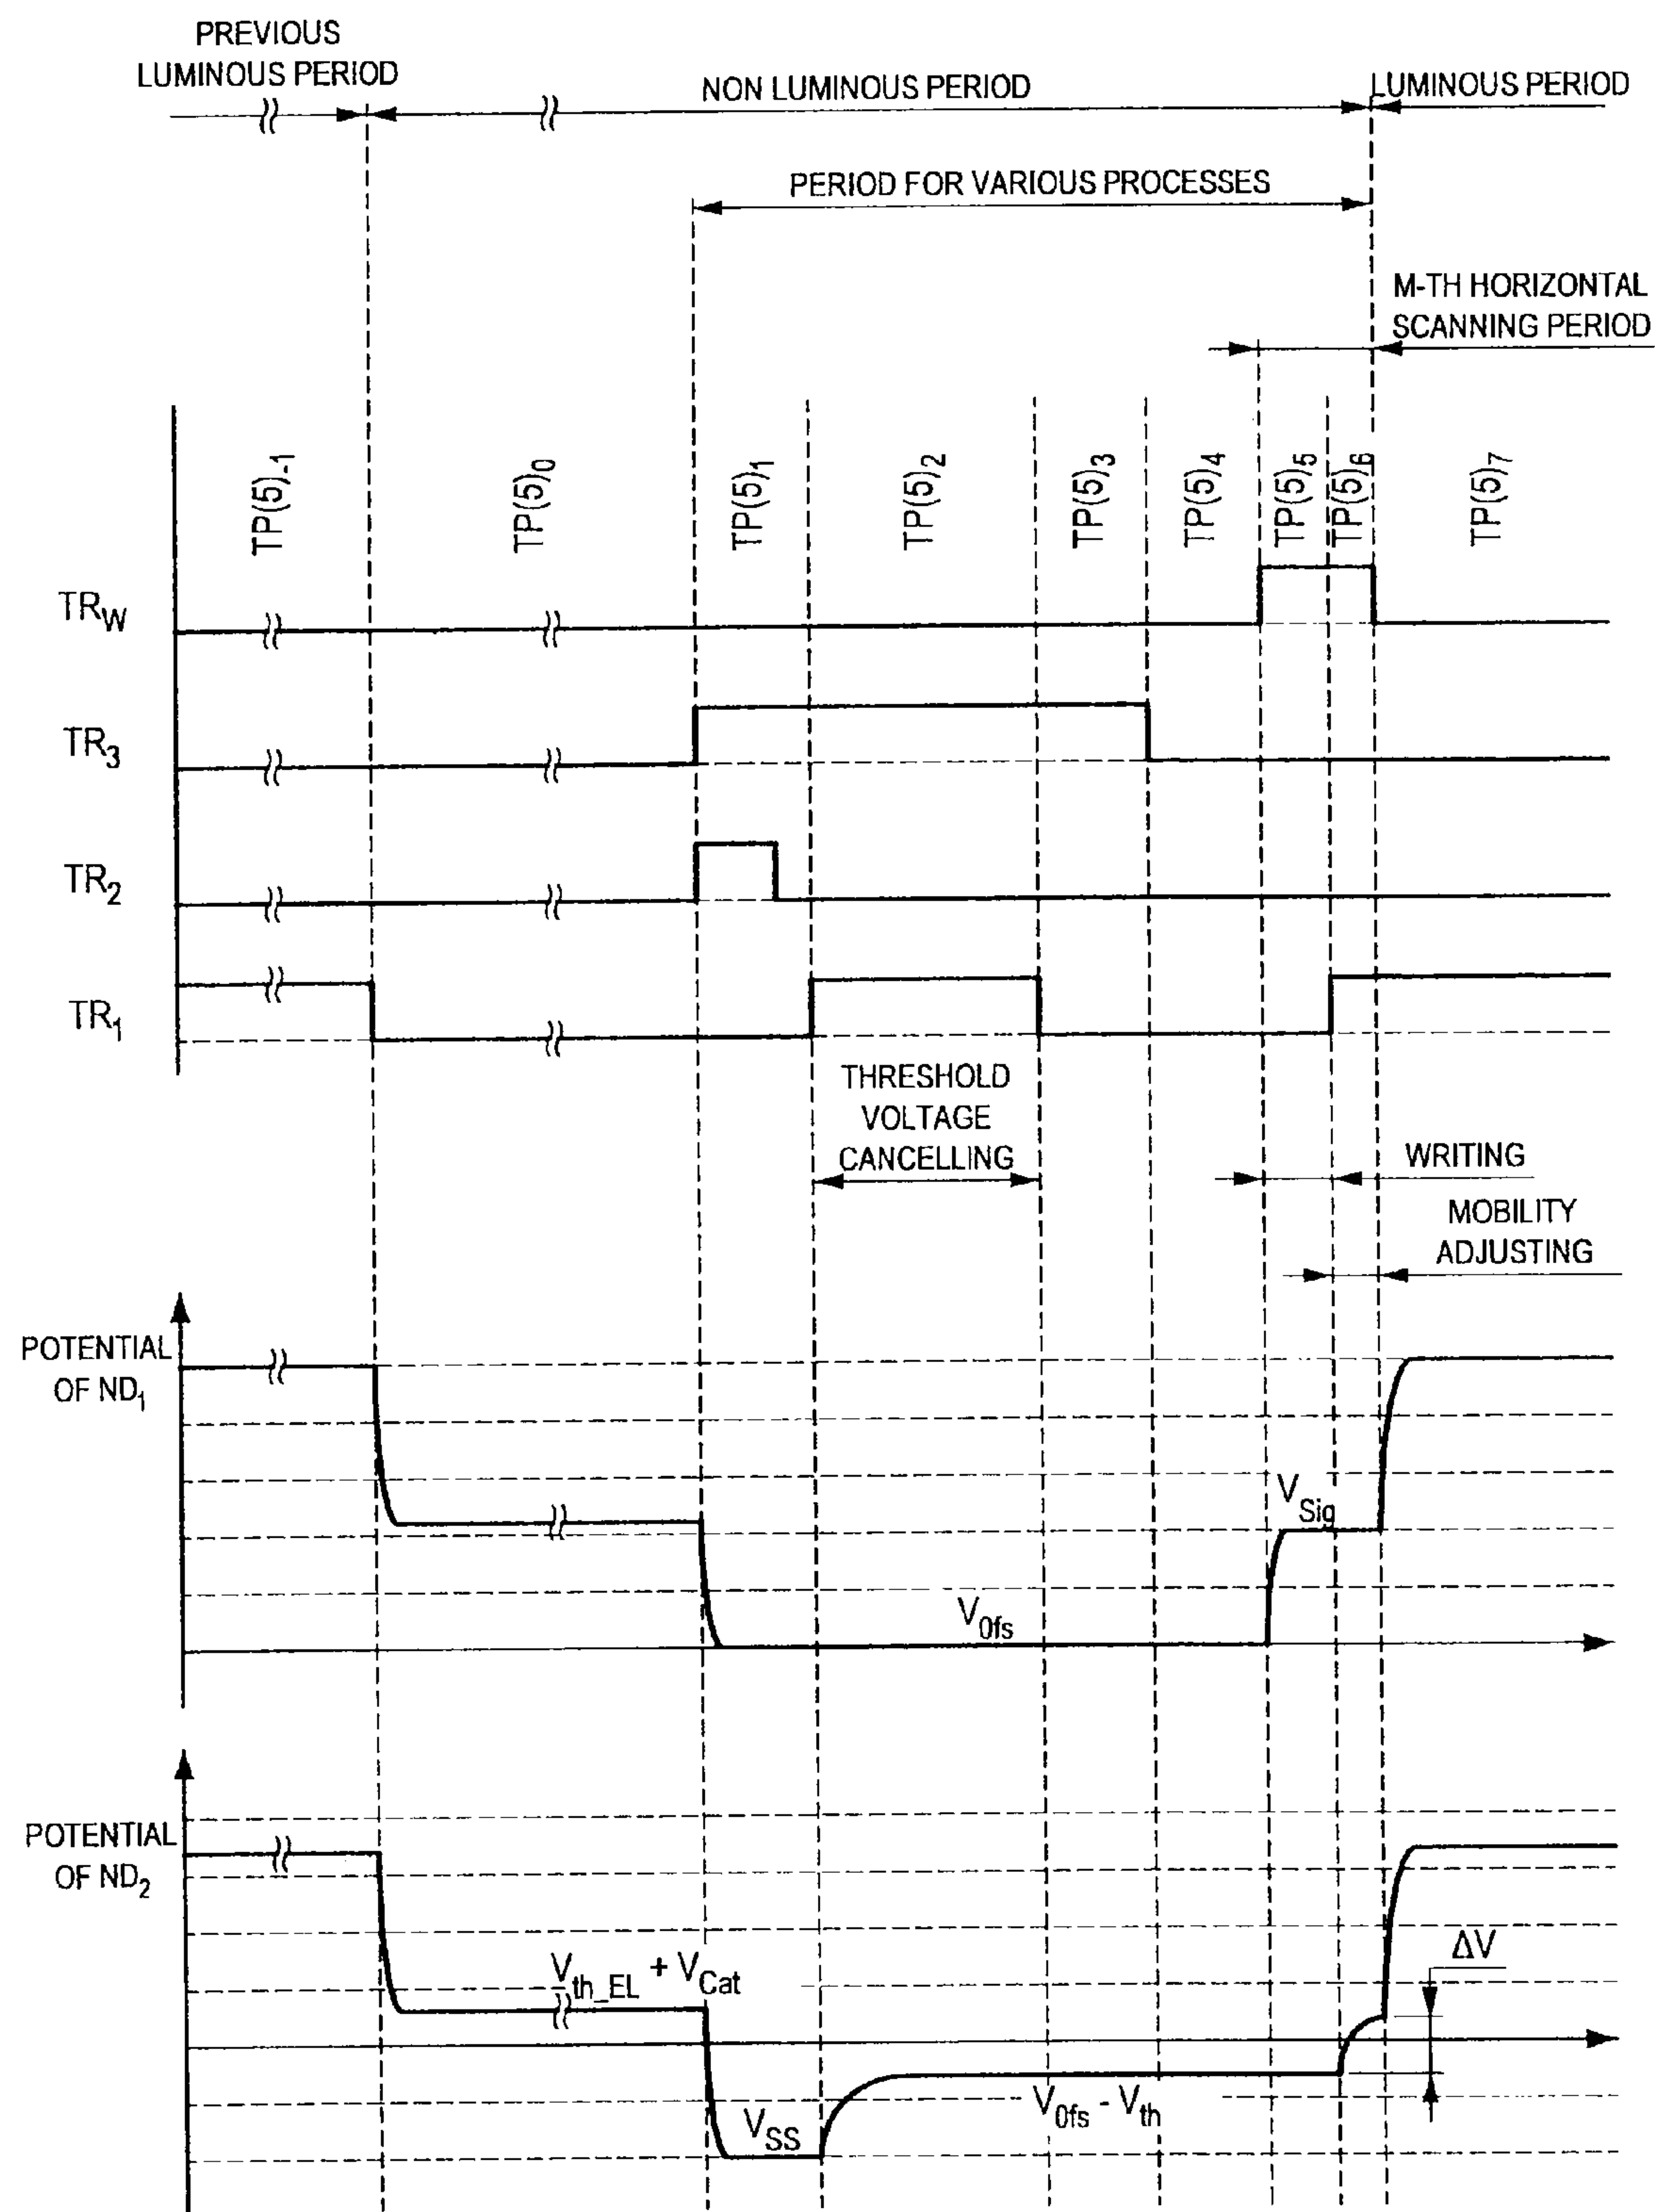 PREVIOUS
LUMINOUS PERIOD
NON LUMINOUS PERIOD
LUMINOUS PERIOD
PERIOD FOR VARIOUS PROCESSES
M-TH HORIZONTAL
SCANNING PERIOD
TP(5)-1
TP(5)0
TP(5)1
TP(5)2
TP(5)3
TP(5)4
TP(5)5
TP(5)6
TP(5)7
TRW
TR3
TR2
TR1
THRESHOLD
VOLTAGE
CANCELLING
WRITING
MOBILITY
ADJUSTING
POTENTIAL
OF ND1
VSig
V0fs
POTENTIAL
OF ND2
Vth_EL + VCat
ΔV
VSS
V0fs - Vth